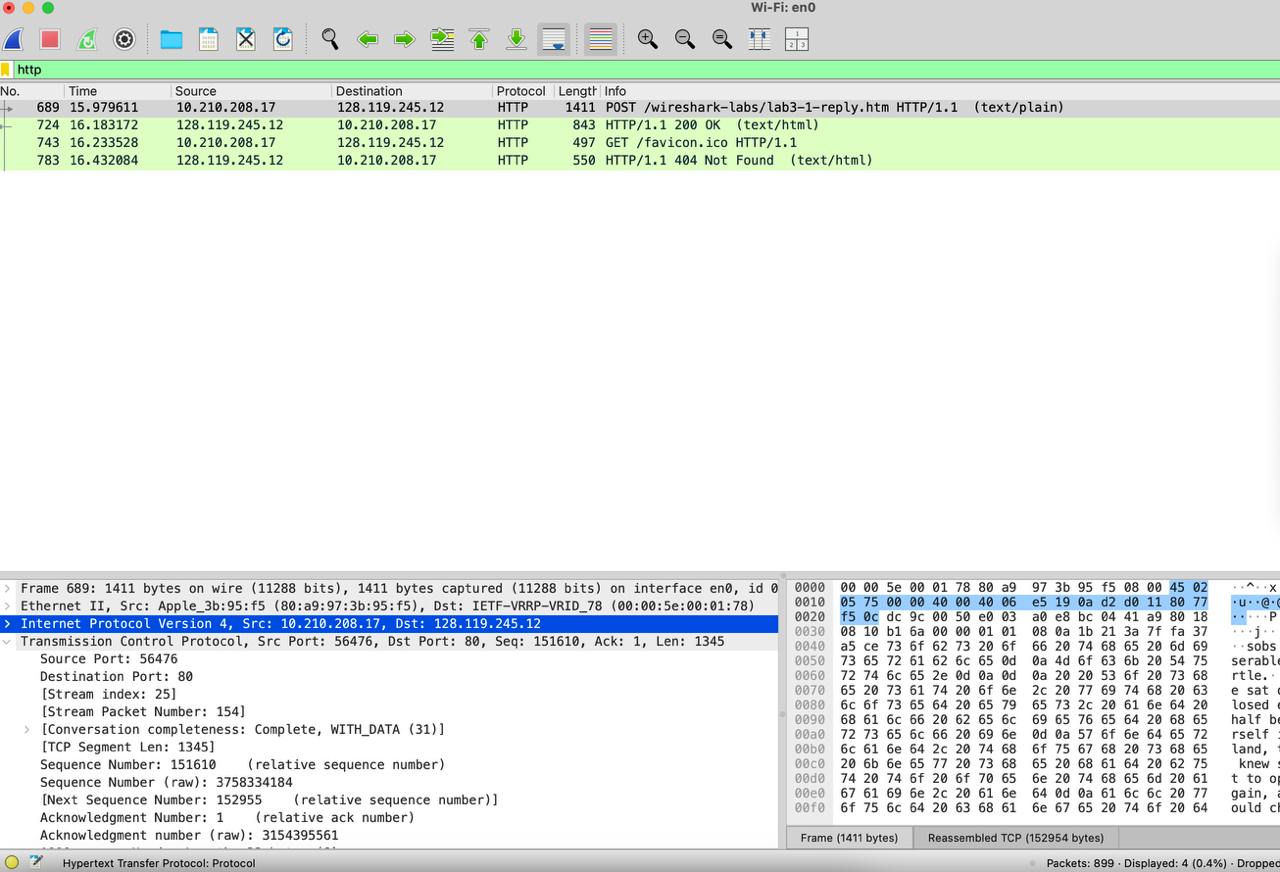 Wi-Fi: en0
http
No. Time Source Destination Protocol Length Info
689 15.979611 10.210.208.17 128.119.245.12 HTTP 1411 POST /wireshark-labs/lab3-1-reply.htm HTTP/1.1 (text/plain)
724 16.183172 128.119.245.12 10.210.208.17 HTTP 843 HTTP/1.1 200 OK (text/html)
743 16.233528 10.210.208.17 128.119.245.12 HTTP 497 GET /favicon.ico HTTP/1.1
783 16.432084 128.119.245.12 10.210.208.17 HTTP 550 HTTP/1.1 404 Not Found (text/html)
Frame 689: 1411 bytes on wire (11288 bits), 1411 bytes captured (11288 bits) on interface en0, id 0
Ethernet II, Src: Apple_3b:95:f5 (80:a9:97:3b:95:f5), Dst: IETF-VRRP-VRID_78 (00:00:5e:00:01:78)
Internet Protocol Version 4, Src: 10.210.208.17, Dst: 128.119.245.12
Transmission Control Protocol, Src Port: 56476, Dst Port: 80, Seq: 151610, Ack: 1, Len: 1345
Source Port: 56476
Destination Port: 80
[Stream index: 25]
[Stream Packet Number: 154]
[Conversation completeness: Complete, WITH_DATA (31)]
[TCP Segment Len: 1345]
Sequence Number: 151610 (relative sequence number)
Sequence Number (raw): 3758334184
[Next Sequence Number: 152955 (relative sequence number)]
Acknowledgment Number: 1 (relative ack number)
Acknowledgment number (raw): 3154395561
0000 00 00 5e 00 01 78 80 a9 97 3b 95 f5 08 00 45 02 ··^··x
0010 05 75 00 00 40 00 40 06 e5 19 0a d2 d0 11 80 77 ·u··@·@
0020 f5 0c dc 9c 00 50 e0 03 a0 e8 bc 04 41 a9 80 18 ·····P
0030 08 10 b1 6a 00 00 01 01 08 0a 1b 21 3a 7f fa 37 ···j··
0040 a5 ce 73 6f 62 73 20 6f 66 20 74 68 65 20 6d 69 ··sobs
0050 73 65 72 61 62 6c 65 0d 0a 4d 6f 63 6b 20 54 75 serable
0060 72 74 6c 65 2e 0d 0a 0d 0a 20 20 53 6f 20 73 68 rtle.·
0070 65 20 73 61 74 20 6f 6e 2c 20 77 69 74 68 20 63 e sat o
0080 6c 6f 73 65 64 20 65 79 65 73 2c 20 61 6e 64 20 losed e
0090 68 61 6c 66 20 62 65 6c 69 65 76 65 64 20 68 65 half be
00a0 72 73 65 6c 66 20 69 6e 0d 0a 57 6f 6e 64 65 72 rself i
00b0 6c 61 6e 64 2c 20 74 68 6f 75 67 68 20 73 68 65 land, t
00c0 20 6b 6e 65 77 20 73 68 65 20 68 61 64 20 62 75 knew s
00d0 74 20 74 6f 20 6f 70 65 6e 20 74 68 65 6d 20 61 t to op
00e0 67 61 69 6e 2c 20 61 6e 64 0d 0a 61 6c 6c 20 77 gain, a
00f0 6f 75 6c 64 20 63 68 61 6e 67 65 20 74 6f 20 64 ould ch
Frame (1411 bytes) Reassembled TCP (152954 bytes)
Hypertext Transfer Protocol: Protocol Packets: 899 · Displayed: 4 (0.4%) · Dropped